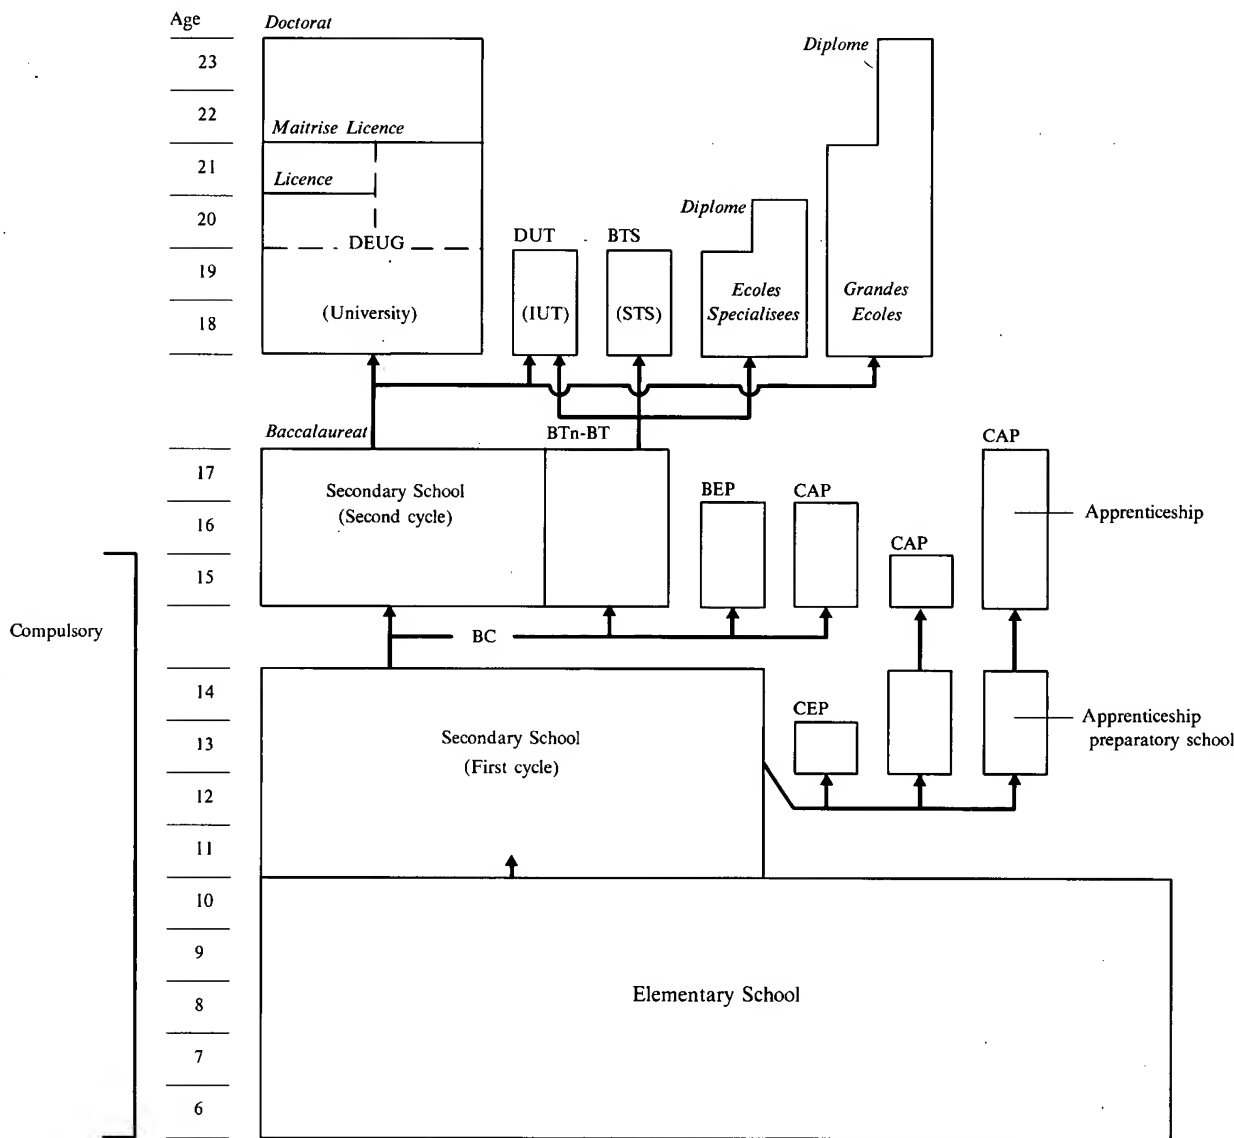 Age
Doctorat
23
Diplome
22
Maitrise Licence
21
Licence
20
Diplome
DEUG
DUT
BTS
19
Ecoles
Specialisees
Grandes
Ecoles
18
(University)
(IUT)
(STS)
Baccalaureat
BTn-BT
CAP
17
Secondary School
(Second cycle)
BEP
CAP
16
Apprenticeship
CAP
15
Compulsory
BC
14
CEP
Apprenticeship
preparatory school
13
Secondary School
(First cycle)
12
11
10
9
8
Elementary School
7
6